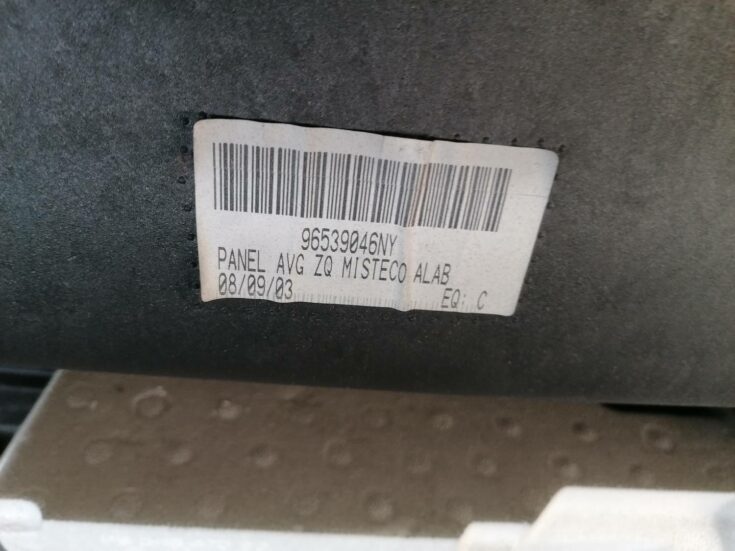 96539046NY
PANEL AVG ZQ MISTECO ALAB
08/09/03 EQ: C